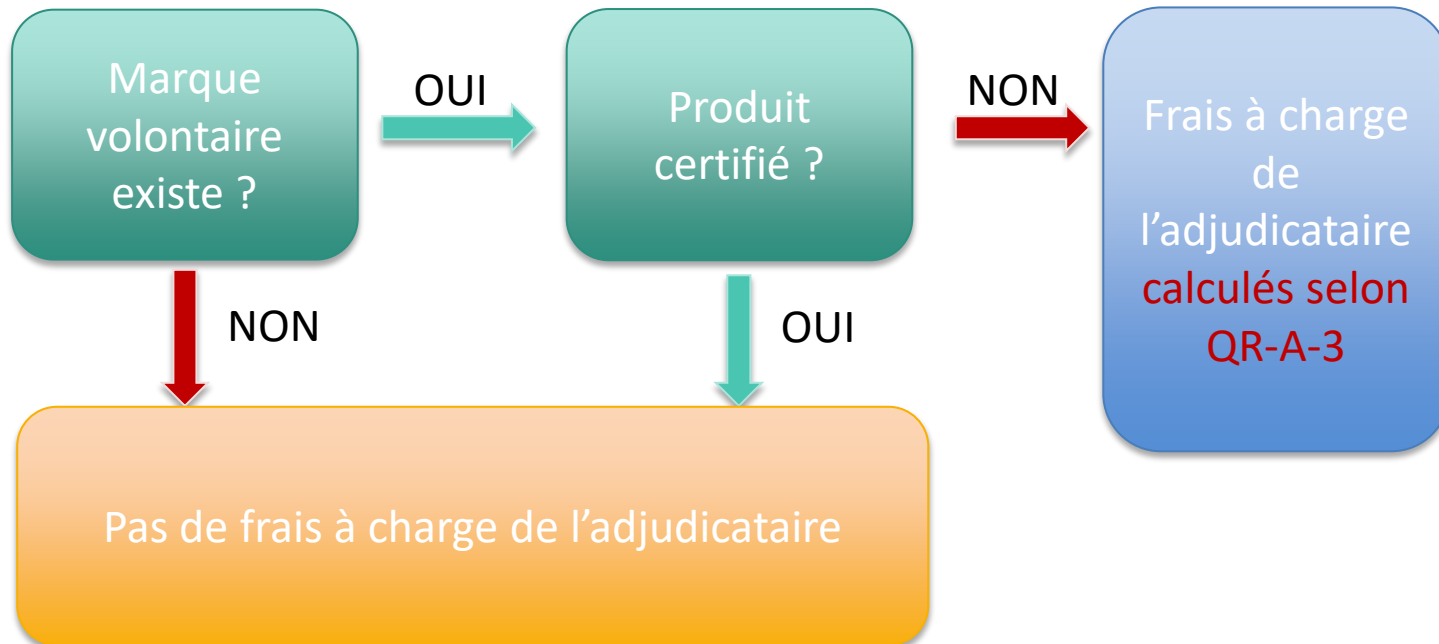 Marque
volontaire
existe ?
OUI
Produit
certifié ?
NON
Frais à charge
de
l’adjudicataire
calculés selon
QR-A-3
NON
OUI
Pas de frais à charge de l’adjudicataire